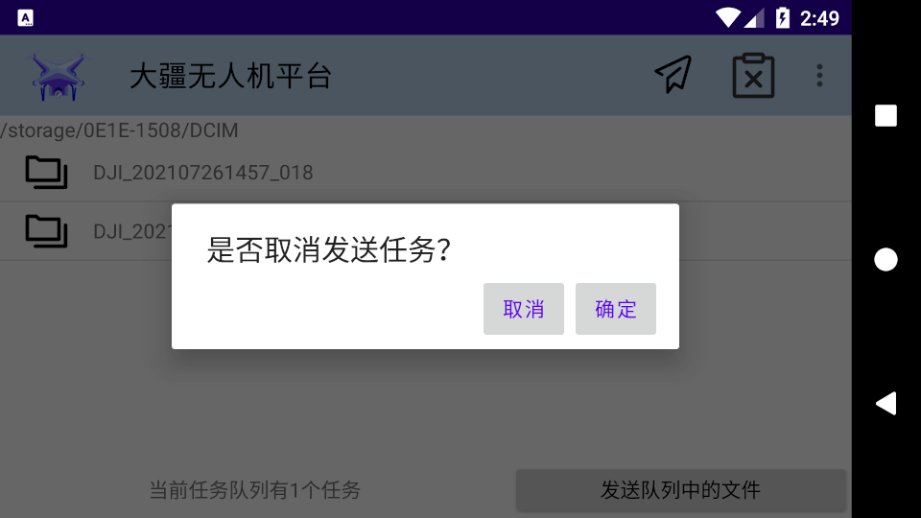 2:49
大疆无人机平台
/storage/0E1E-1508/DCIM
DJI_202107261457_018
DJI_2021
是否取消发送任务?
取消
确定
当前任务队列有1个任务
发送队列中的文件